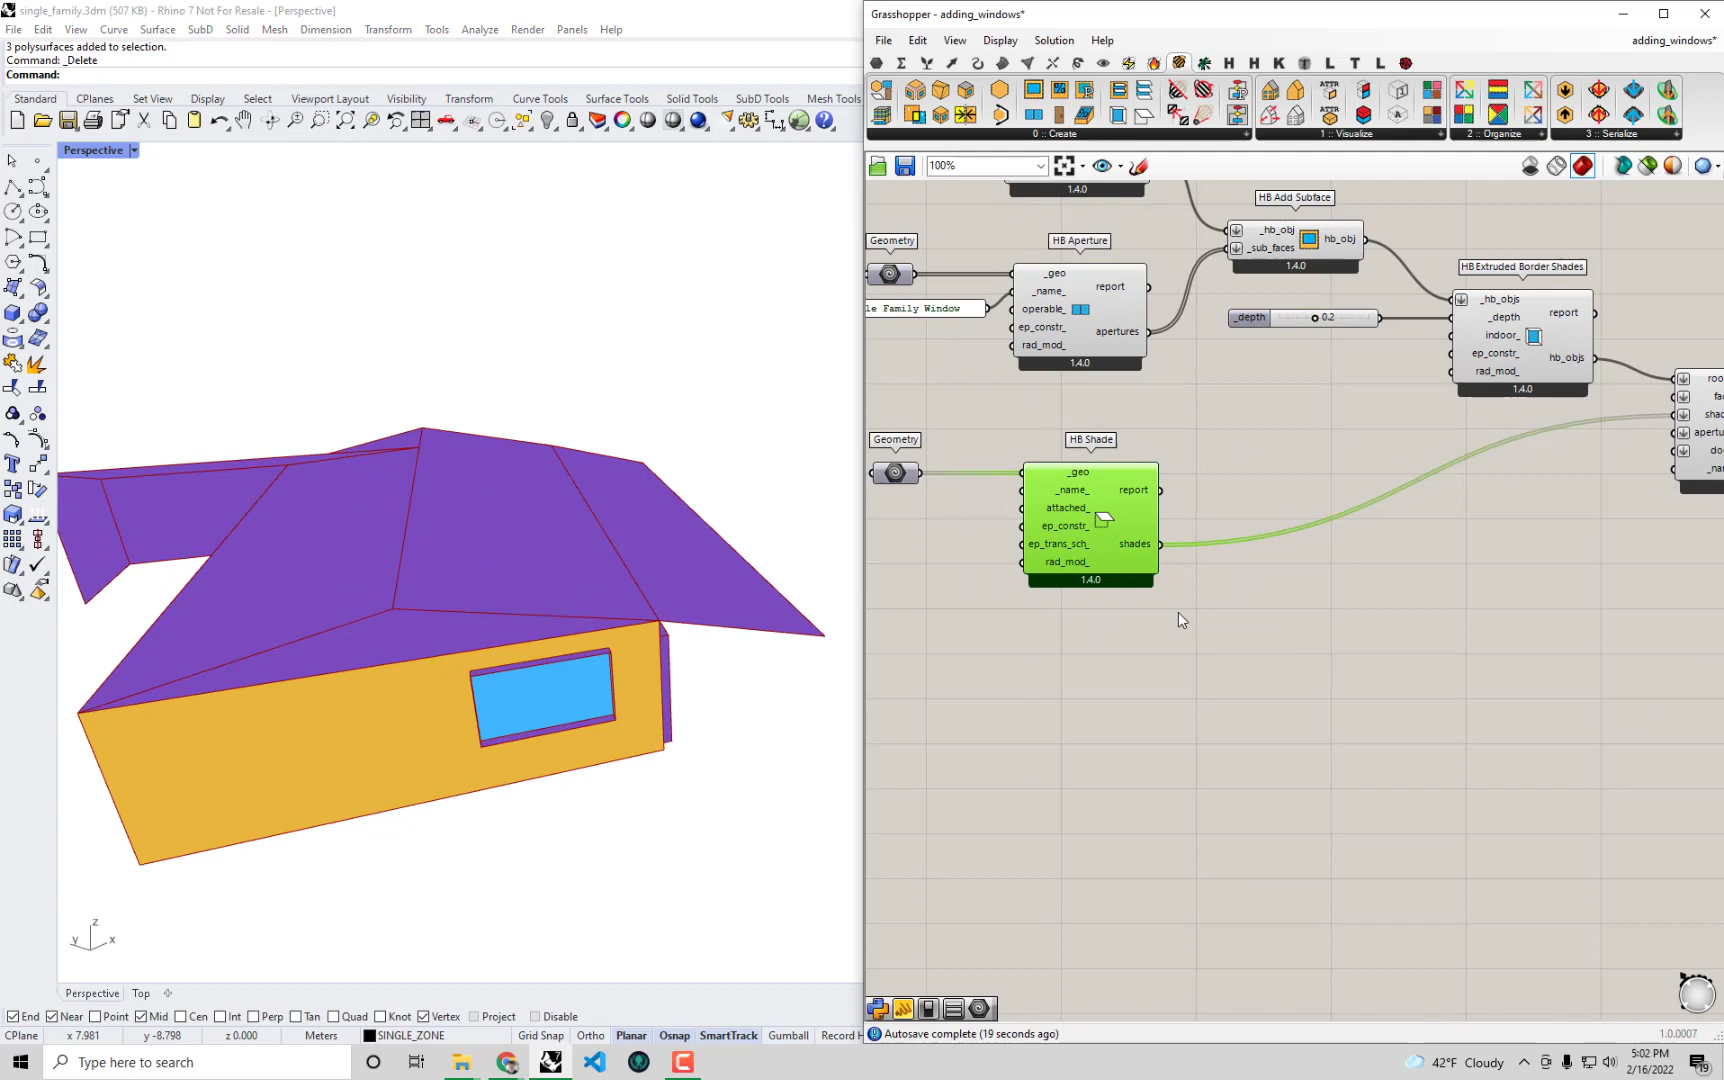 single_family.3dm (507 KB) - Rhino 7 Not For Resale - [Perspective]
File Edit View Curve Surface SubD Solid Mesh Dimension Transform Tools Analyze Render Panels Help
3 polysurfaces added to selection.
Command: _Delete
Command:
Standard CPlanes Set View Display Select Viewport Layout Visibility Transform Curve Tools Surface Tools Solid Tools SubD Tools Mesh Tools
Perspective
z
y x
Perspective Top
End Near Point Mid Cen Int Perp Tan Quad Knot Vertex Project Disable
CPlane x 7.981 y -8.798 z 0.000 Meters SINGLE_ZONE Grid Snap Ortho Planar Osnap SmartTrack Gumball Record H
Grasshopper - adding_windows*
File Edit View Display Solution Help adding_windows*
H H K L T L
ATTR
ATTR
0 :: Create 1 :: Visualize 2 :: Organize 3 :: Serialize
100%
1.4.0
HB Add Subface
_hb_obj
_sub_faces
hb_obj
1.4.0
Geometry
HB Aperture
_geo
_name_
operable_
ep_constr_
rad_mod_
report
apertures
1.4.0
le Family Window
HB Extruded Border Shades
_hb_objs
_depth
indoor_
ep_constr_
rad_mod_
report
hb_objs
1.4.0
_depth 0.2
Geometry
HB Shade
_geo
_name_
attached_
ep_constr_
ep_trans_sch_
rad_mod_
report
shades
1.4.0
roo
fac
shad
apertu
do
_na
Autosave complete (19 seconds ago)
1.0.0007
Type here to search
42°F Cloudy
5:02 PM
2/16/2022
19